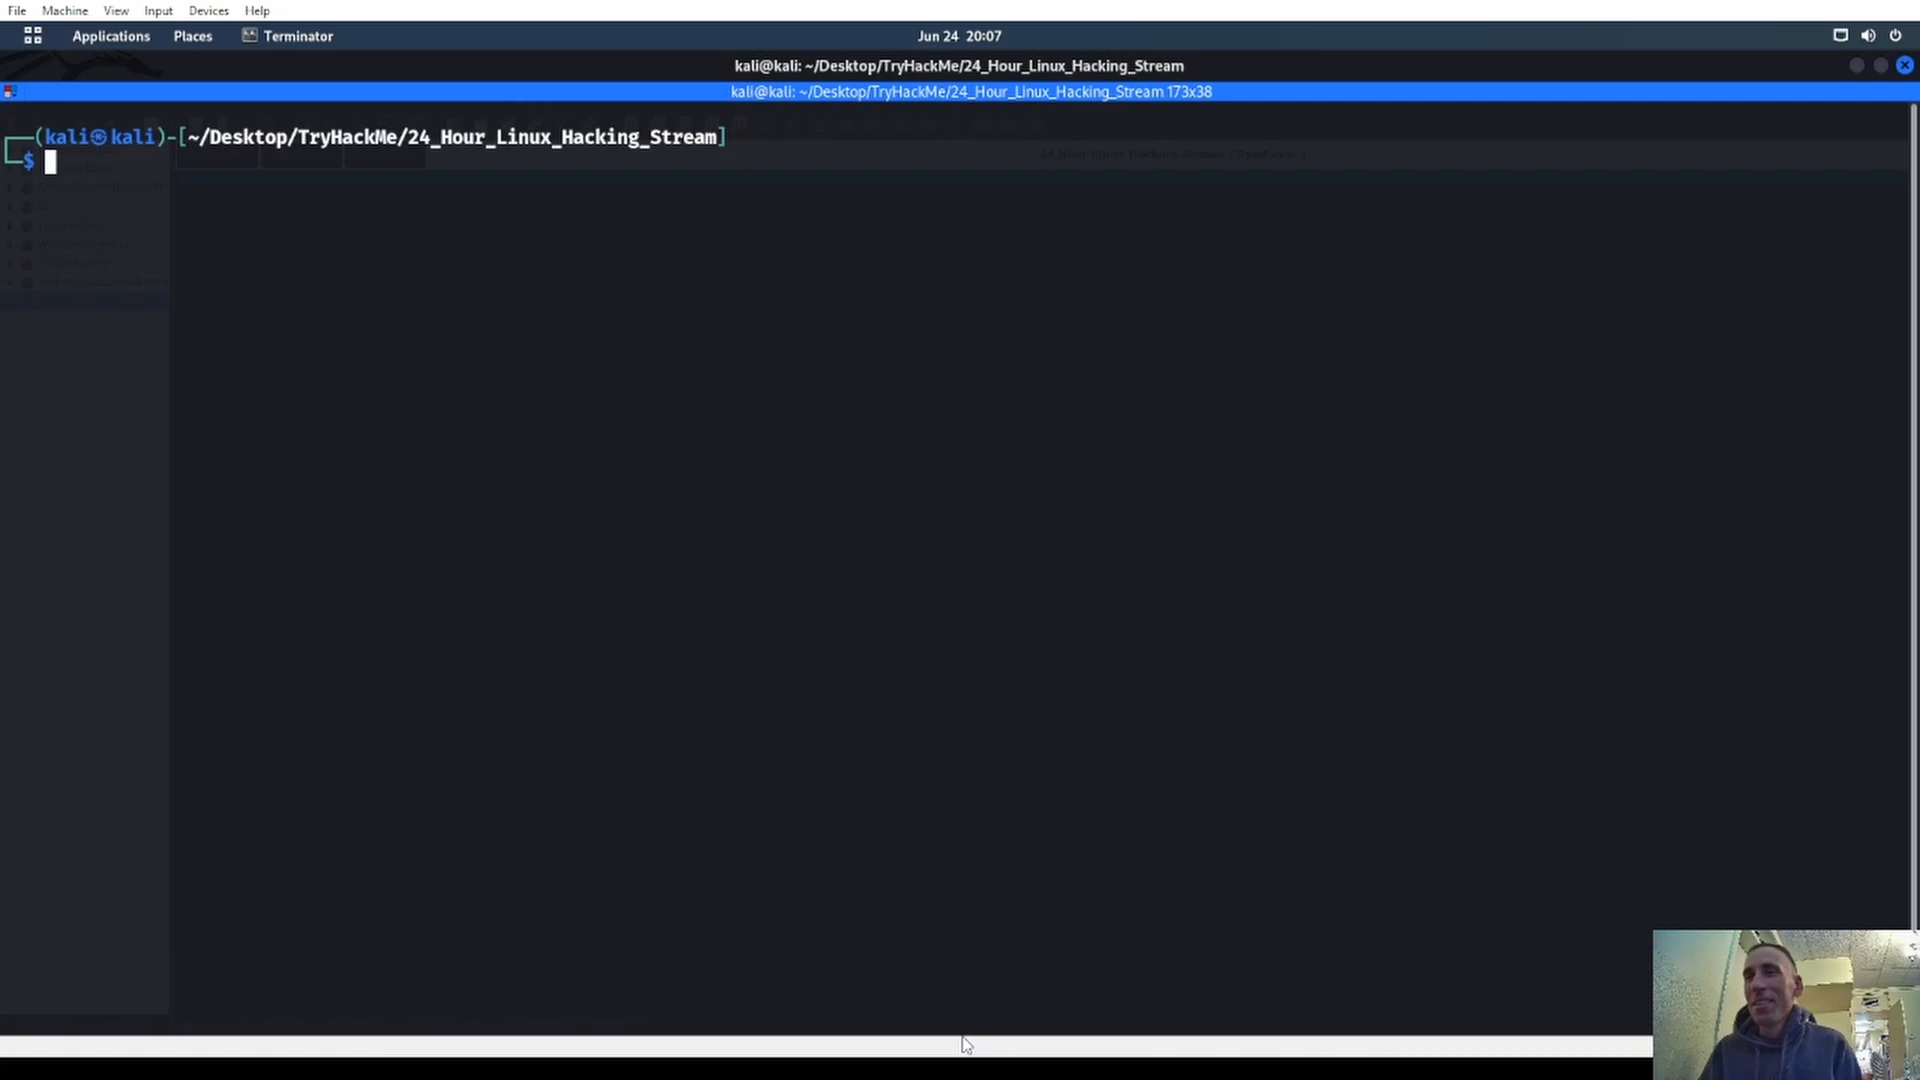 File Machine View Input Devices Help
Applications Places Terminator Jun 24 20:07
kali@kali: ~/Desktop/TryHackMe/24_Hour_Linux_Hacking_Stream
kali@kali: ~/Desktop/TryHackMe/24_Hour_Linux_Hacking_Stream 173x38
┌──(kali㉿kali)-[~/Desktop/TryHackMe/24_Hour_Linux_Hacking_Stream]
└─$